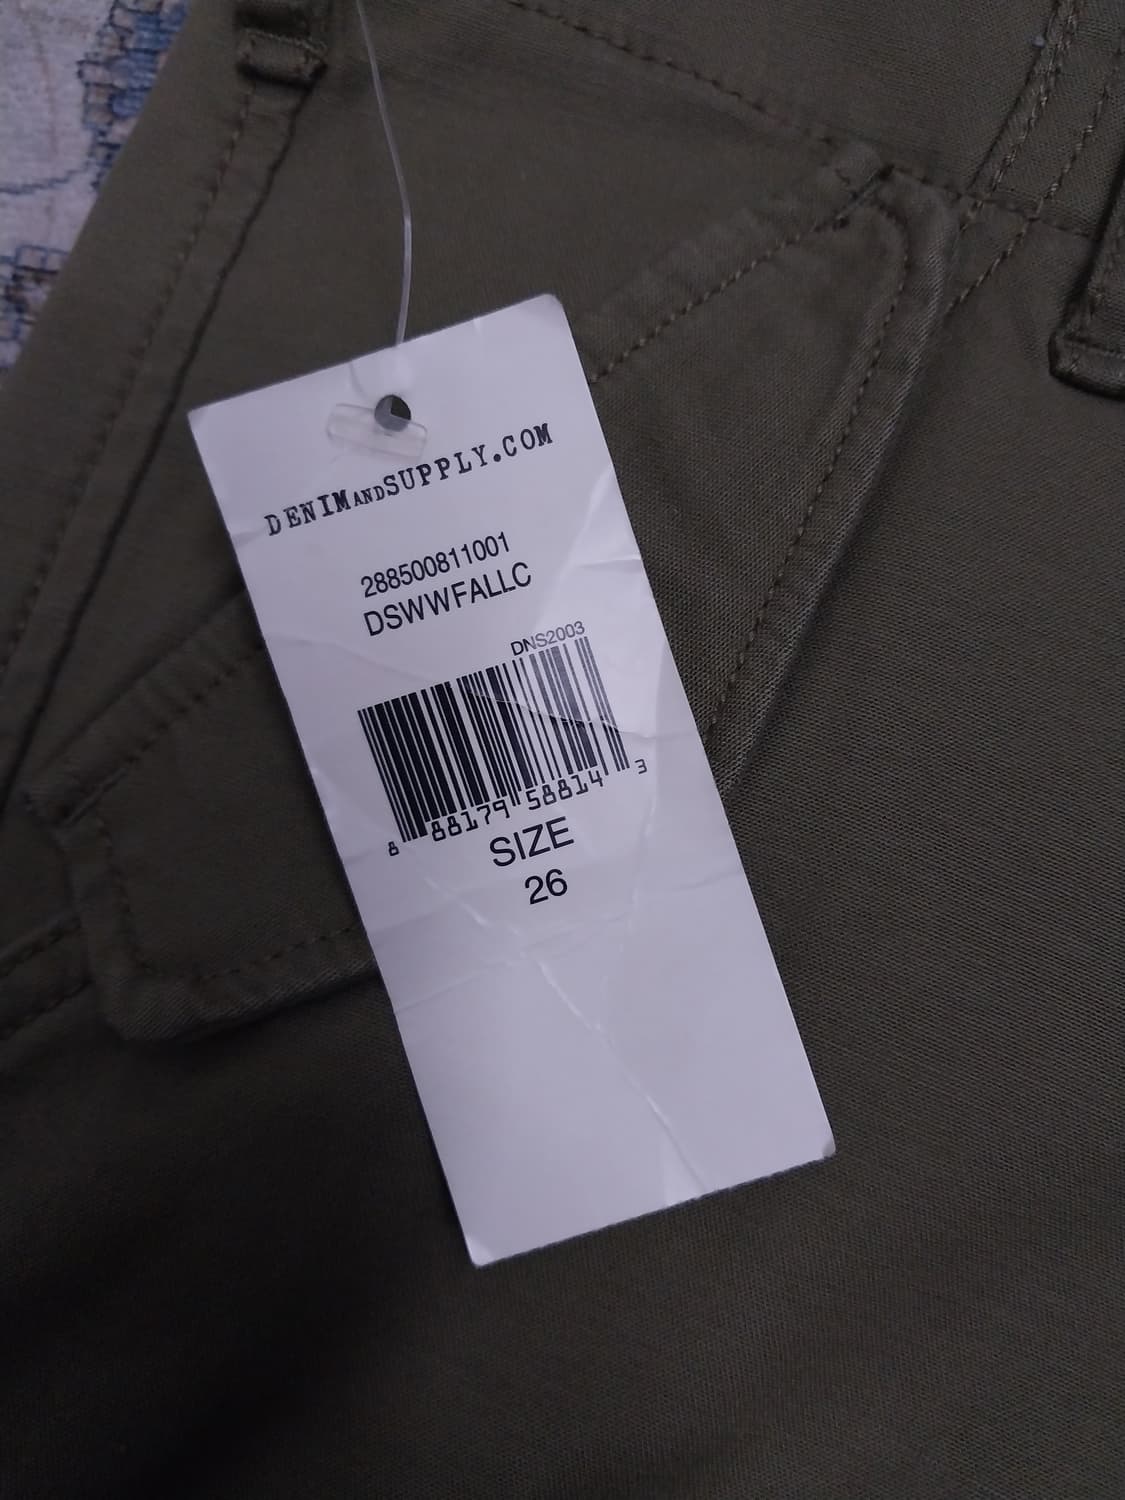 DENIMANDSUPPLY.COM
288500811001
DSWWFALLC
DNS2003
8 88179 58814 3
SIZE
26